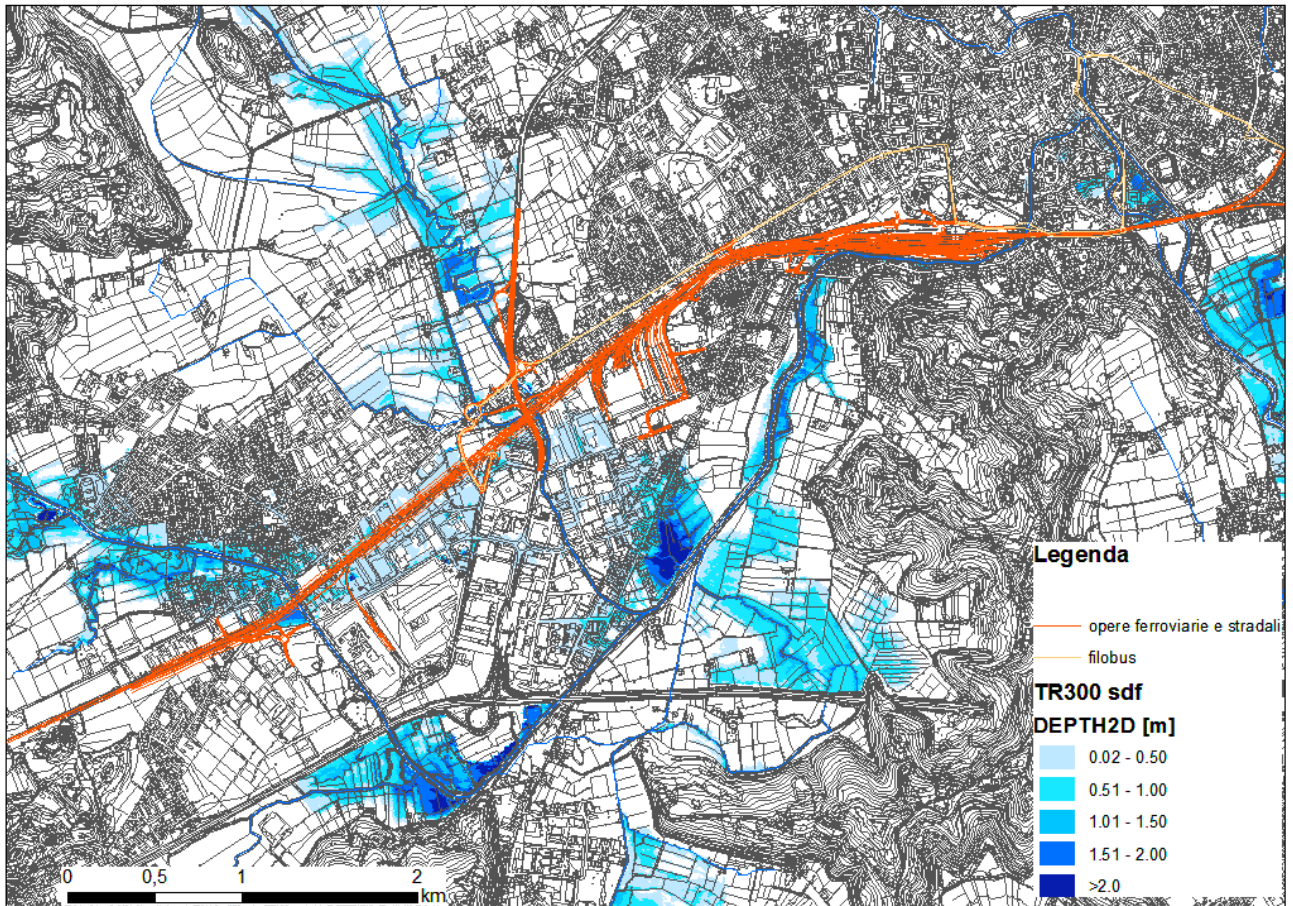 Legenda
opere ferroviarie e stradali
filobus
TR300 sdf
DEPTH2D [m]
0.02 - 0.50
0.51 - 1.00
1.01 - 1.50
1.51 - 2.00
>2.0
0 0,5 1 2
km